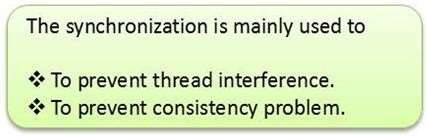 The synchronization is mainly used to
❖ To prevent thread interference.
❖ To prevent consistency problem.